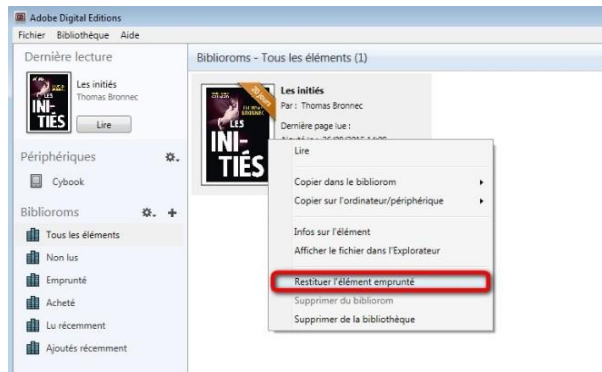 Adobe Digital Editions
Fichier Bibliothèque Aide
Dernière lecture
LES
INI-
TIÉS
Les initiés
Thomas Bronnec
Lire
Périphériques
Cybook
Biblioroms
Tous les éléments
Non lus
Emprunté
Acheté
Lu récemment
Ajoutés récemment
Biblioroms - Tous les éléments (1)
20 jours
LES
INI-
TIÉS
Les initiés
Par : Thomas Bronnec
Dernière page lue :
Lire
Copier dans le bibliorom
Copier sur l'ordinateur/périphérique
Infos sur l'élément
Afficher le fichier dans l'Explorateur
Restituer l'élément emprunté
Supprimer du bibliorom
Supprimer de la bibliothèque